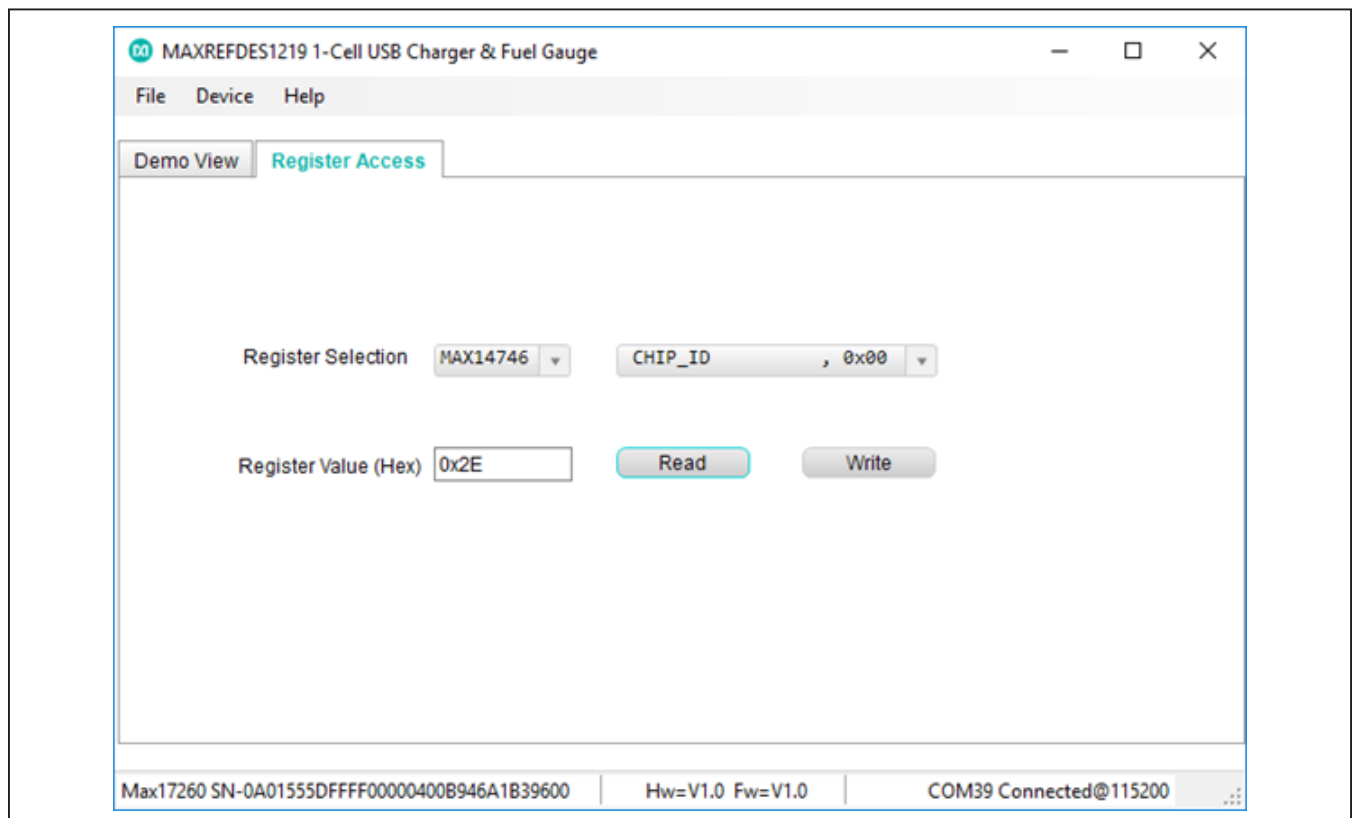 MAXREFDES1219 1-Cell USB Charger & Fuel Gauge
File Device Help
Demo View Register Access
Register Selection MAX14746 CHIP_ID , 0x00
Register Value (Hex) 0x2E Read Write
Max17260 SN-0A01555DFFFF00000400B946A1B39600 Hw=V1.0 Fw=V1.0 COM39 Connected@115200